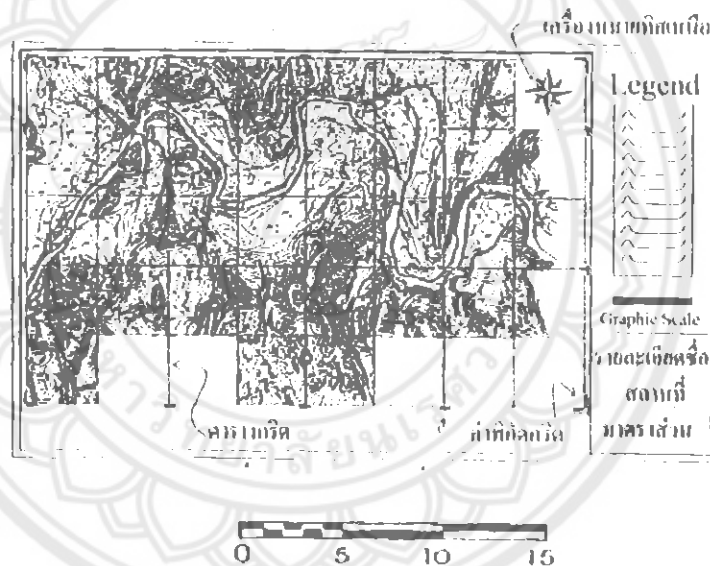 เครื่องหมายทิศเหนือ
Legend
Graphic Scale
รายละเอียดชื่อ
สถานที่
มาตราส่วน
ตารางกริด
ค่าพิกัดกริด
0 5 10 15